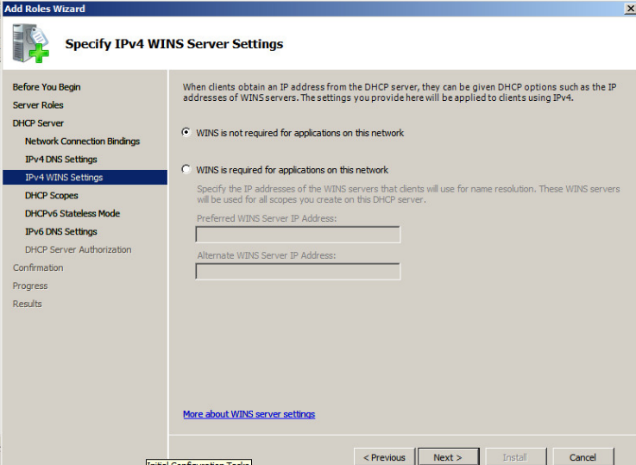 Add Roles Wizard
Specify IPv4 WINS Server Settings
Before You Begin
Server Roles
DHCP Server
Network Connection Bindings
IPv4 DNS Settings
IPv4 WINS Settings
DHCP Scopes
DHCPv6 Stateless Mode
IPv6 DNS Settings
DHCP Server Authorization
Confirmation
Progress
Results
When clients obtain an IP address from the DHCP server, they can be given DHCP options such as the IP
addresses of WINS servers. The settings you provide here will be applied to clients using IPv4.
WINS is not required for applications on this network
WINS is required for applications on this network
Specify the IP addresses of the WINS servers that clients will use for name resolution. These WINS servers
will be used for all scopes you create on this DHCP server.
Preferred WINS Server IP Address:
Alternate WINS Server IP Address:
More about WINS server settings
< Previous
Next >
Install
Cancel
Initial Configuration Tasks